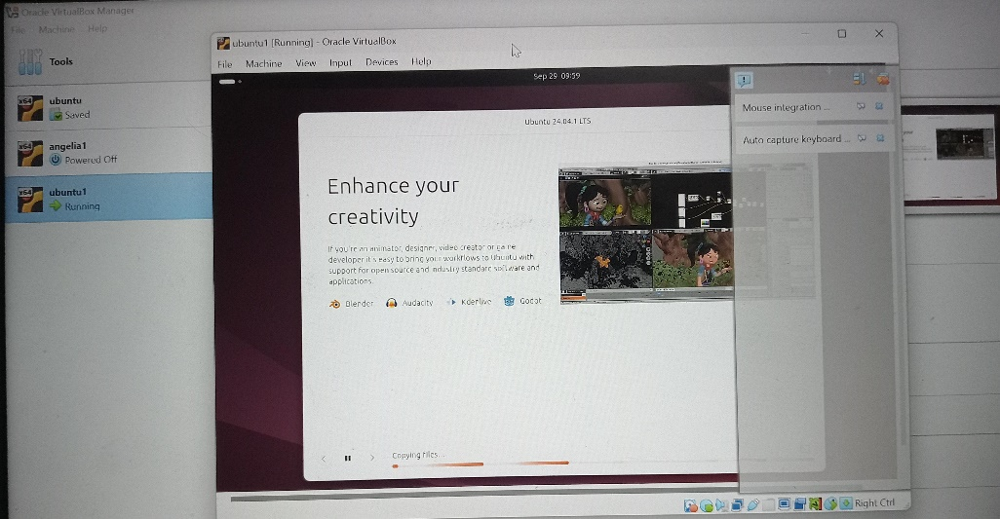 Oracle VirtualBox Manager
File Machine Help
Tools
ubuntu
Saved
angelia1
Powered Off
ubuntu1
Running
ubuntu1 [Running] - Oracle VirtualBox
File Machine View Input Devices Help
Sep 29 09:59
Mouse integration ...
Auto capture keyboard ...
Ubuntu 24.04.1 LTS
Enhance your
creativity
If you're an animator, designer, video creator or game
developer it's easy to bring your workflows to Ubuntu with
support for open source and industry standard software and
applications.
Blender Audacity Kdenlive Godot
Copying files...
Right Ctrl